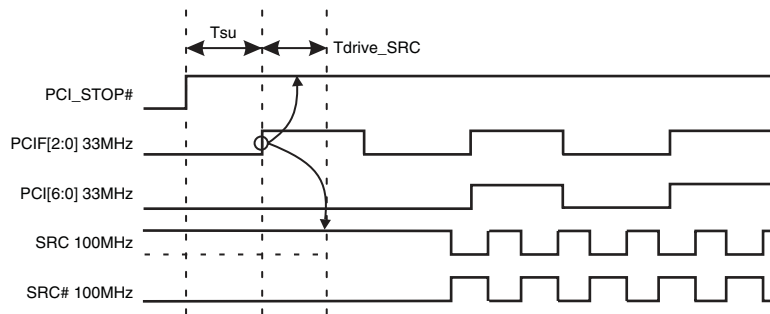 Tsu
Tdrive_SRC
PCI_STOP#
PCIF[2:0] 33MHz
PCI[6:0] 33MHz
SRC 100MHz
SRC# 100MHz